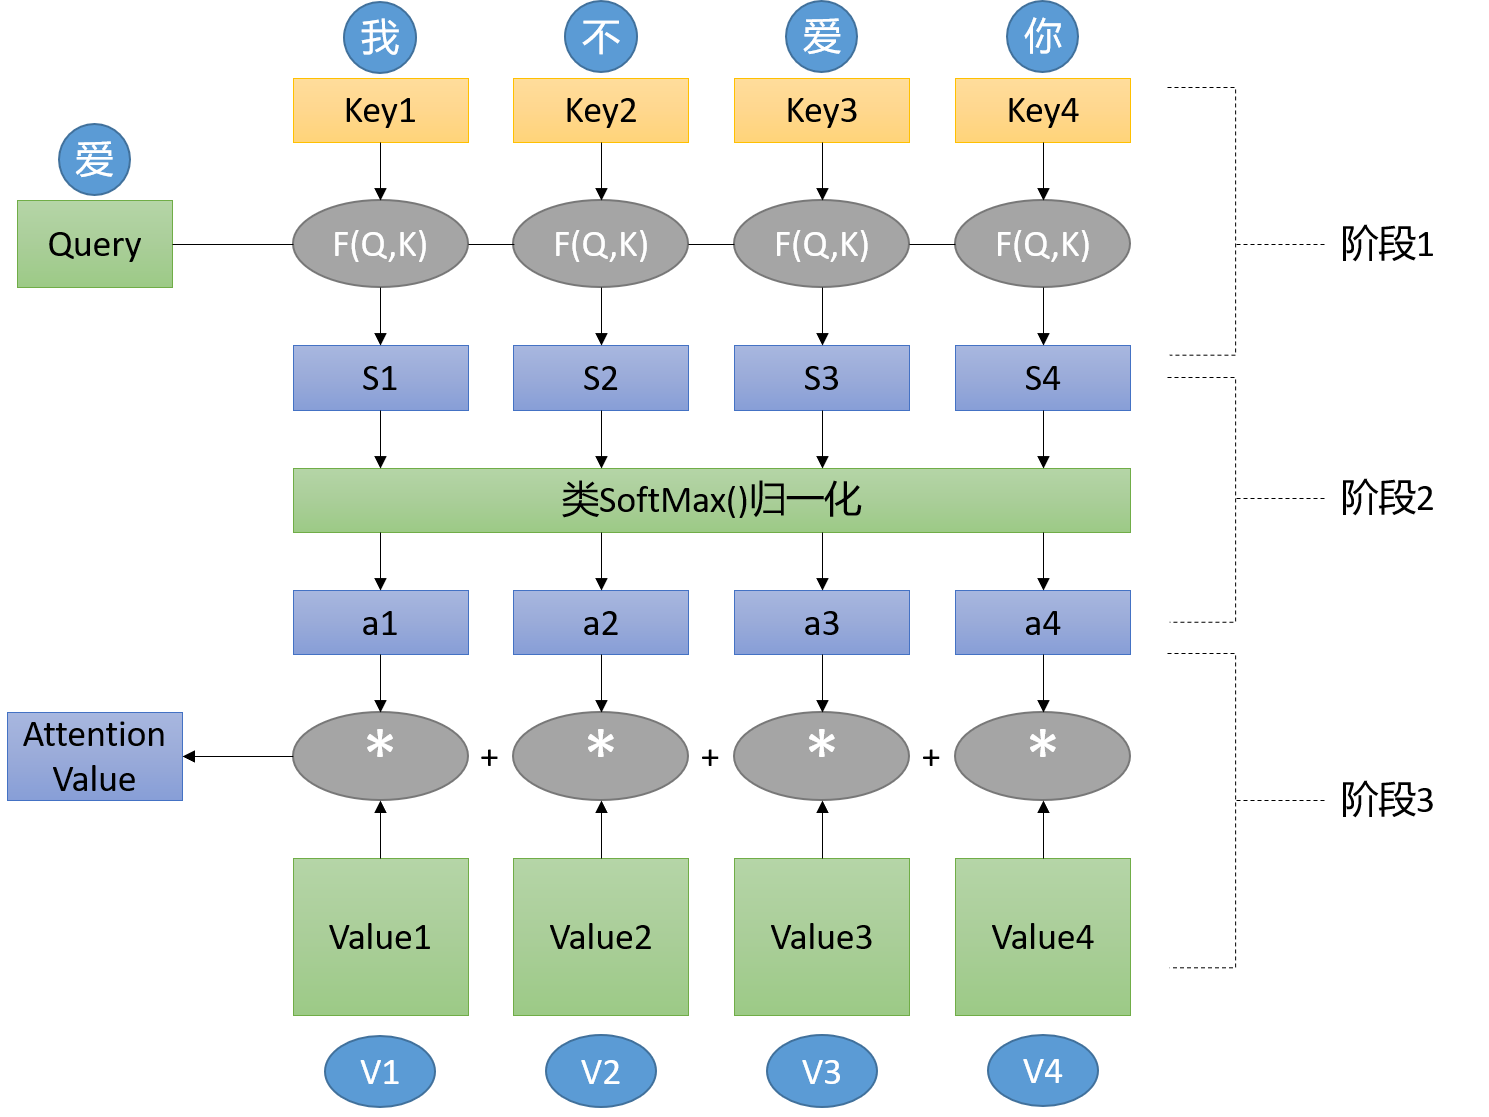 我 不 爱 你
Key1 Key2 Key3 Key4
爱
Query F(Q,K) F(Q,K) F(Q,K) F(Q,K) 阶段1
S1 S2 S3 S4
类SoftMax()归一化 阶段2
a1 a2 a3 a4
Attention
Value
* + * + * + *
阶段3
Value1 Value2 Value3 Value4
V1 V2 V3 V4